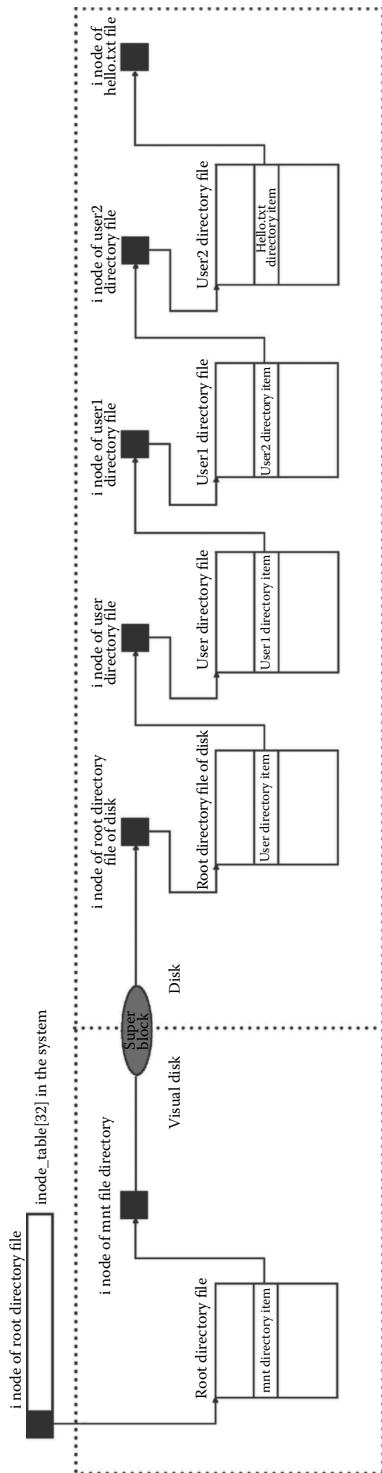 i node of root directory file
inode_table[32] in the system
Root directory file
mnt directory item
i node of mnt file directory
Visual disk
Super
block
Disk
i node of root directory
file of disk
Root directory file of disk
User directory item
i node of user
directory file
User directory file
User1 directory item
i node of user1
directory file
User1 directory file
User2 directory item
i node of user2
directory file
User2 directory file
Hello.txt
directory item
i node of
hello.txt file